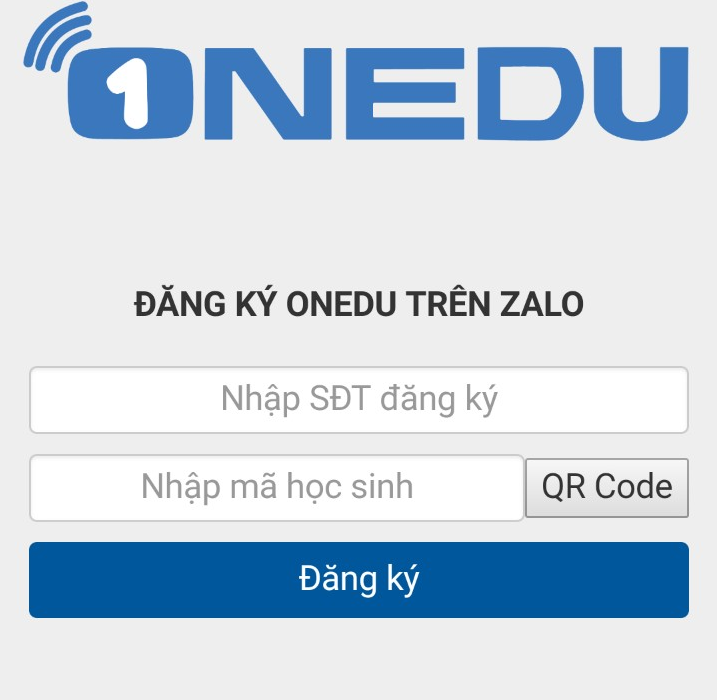 1NEDU
ĐĂNG KÝ ONEDU TRÊN ZALO
Nhập SĐT đăng ký
Nhập mã học sinh QR Code
Đăng ký